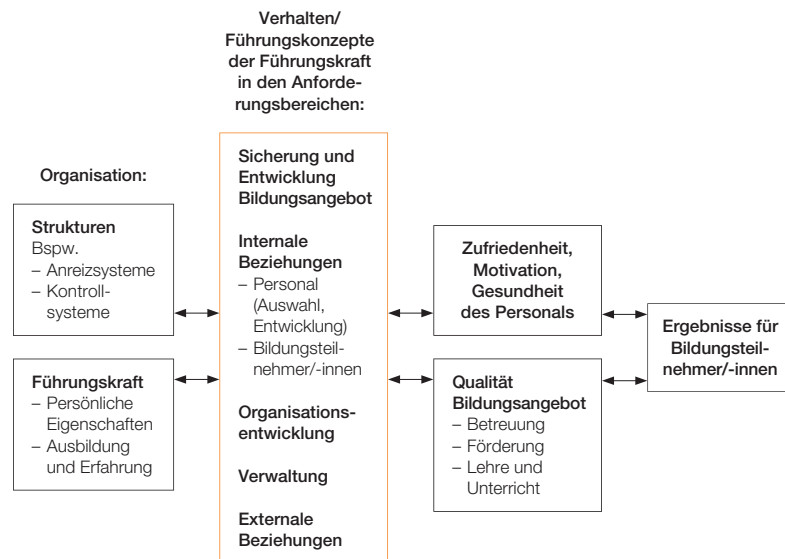 Verhalten/
Führungskonzepte
der Führungskraft
in den Anforde-
rungsbereichen:
Organisation:
Strukturen
Bspw.
– Anreizsysteme
– Kontroll-
systeme
Führungskraft
– Persönliche
Eigenschaften
– Ausbildung
und Erfahrung
Sicherung und
Entwicklung
Bildungsangebot
Internale
Beziehungen
– Personal
(Auswahl,
Entwicklung)
– Bildungsteil-
nehmer/-innen
Organisations-
entwicklung
Verwaltung
Externale
Beziehungen
Zufriedenheit,
Motivation,
Gesundheit
des Personals
Qualität
Bildungsangebot
– Betreuung
– Förderung
– Lehre und
Unterricht
Ergebnisse für
Bildungsteil-
nehmer/-innen